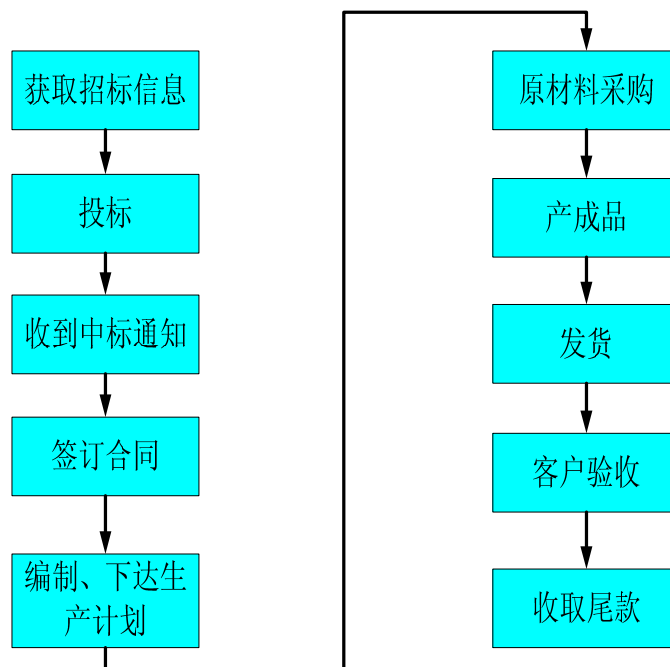 获取招标信息
投标
收到中标通知
签订合同
编制、下达生
产计划
原材料采购
产成品
发货
客户验收
收取尾款